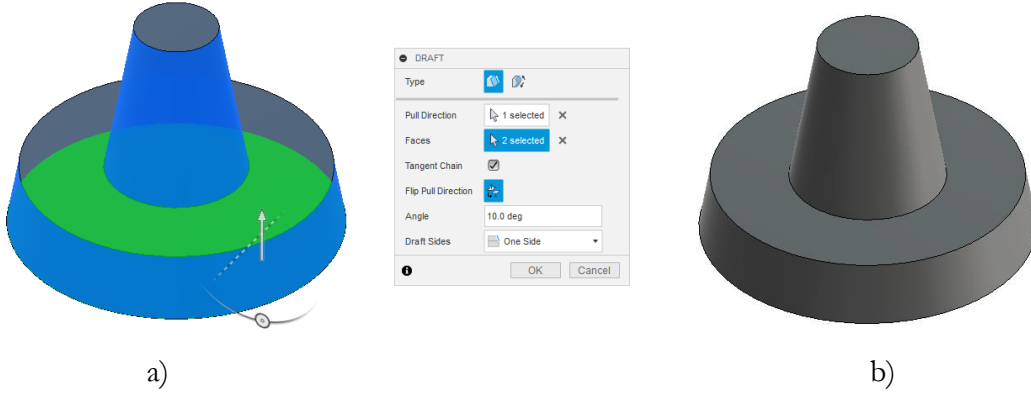 DRAFT
Type
Pull Direction 1 selected
Faces 2 selected
Tangent Chain
Flip Pull Direction
Angle 10.0 deg
Draft Sides One Side
OK Cancel
a) b)